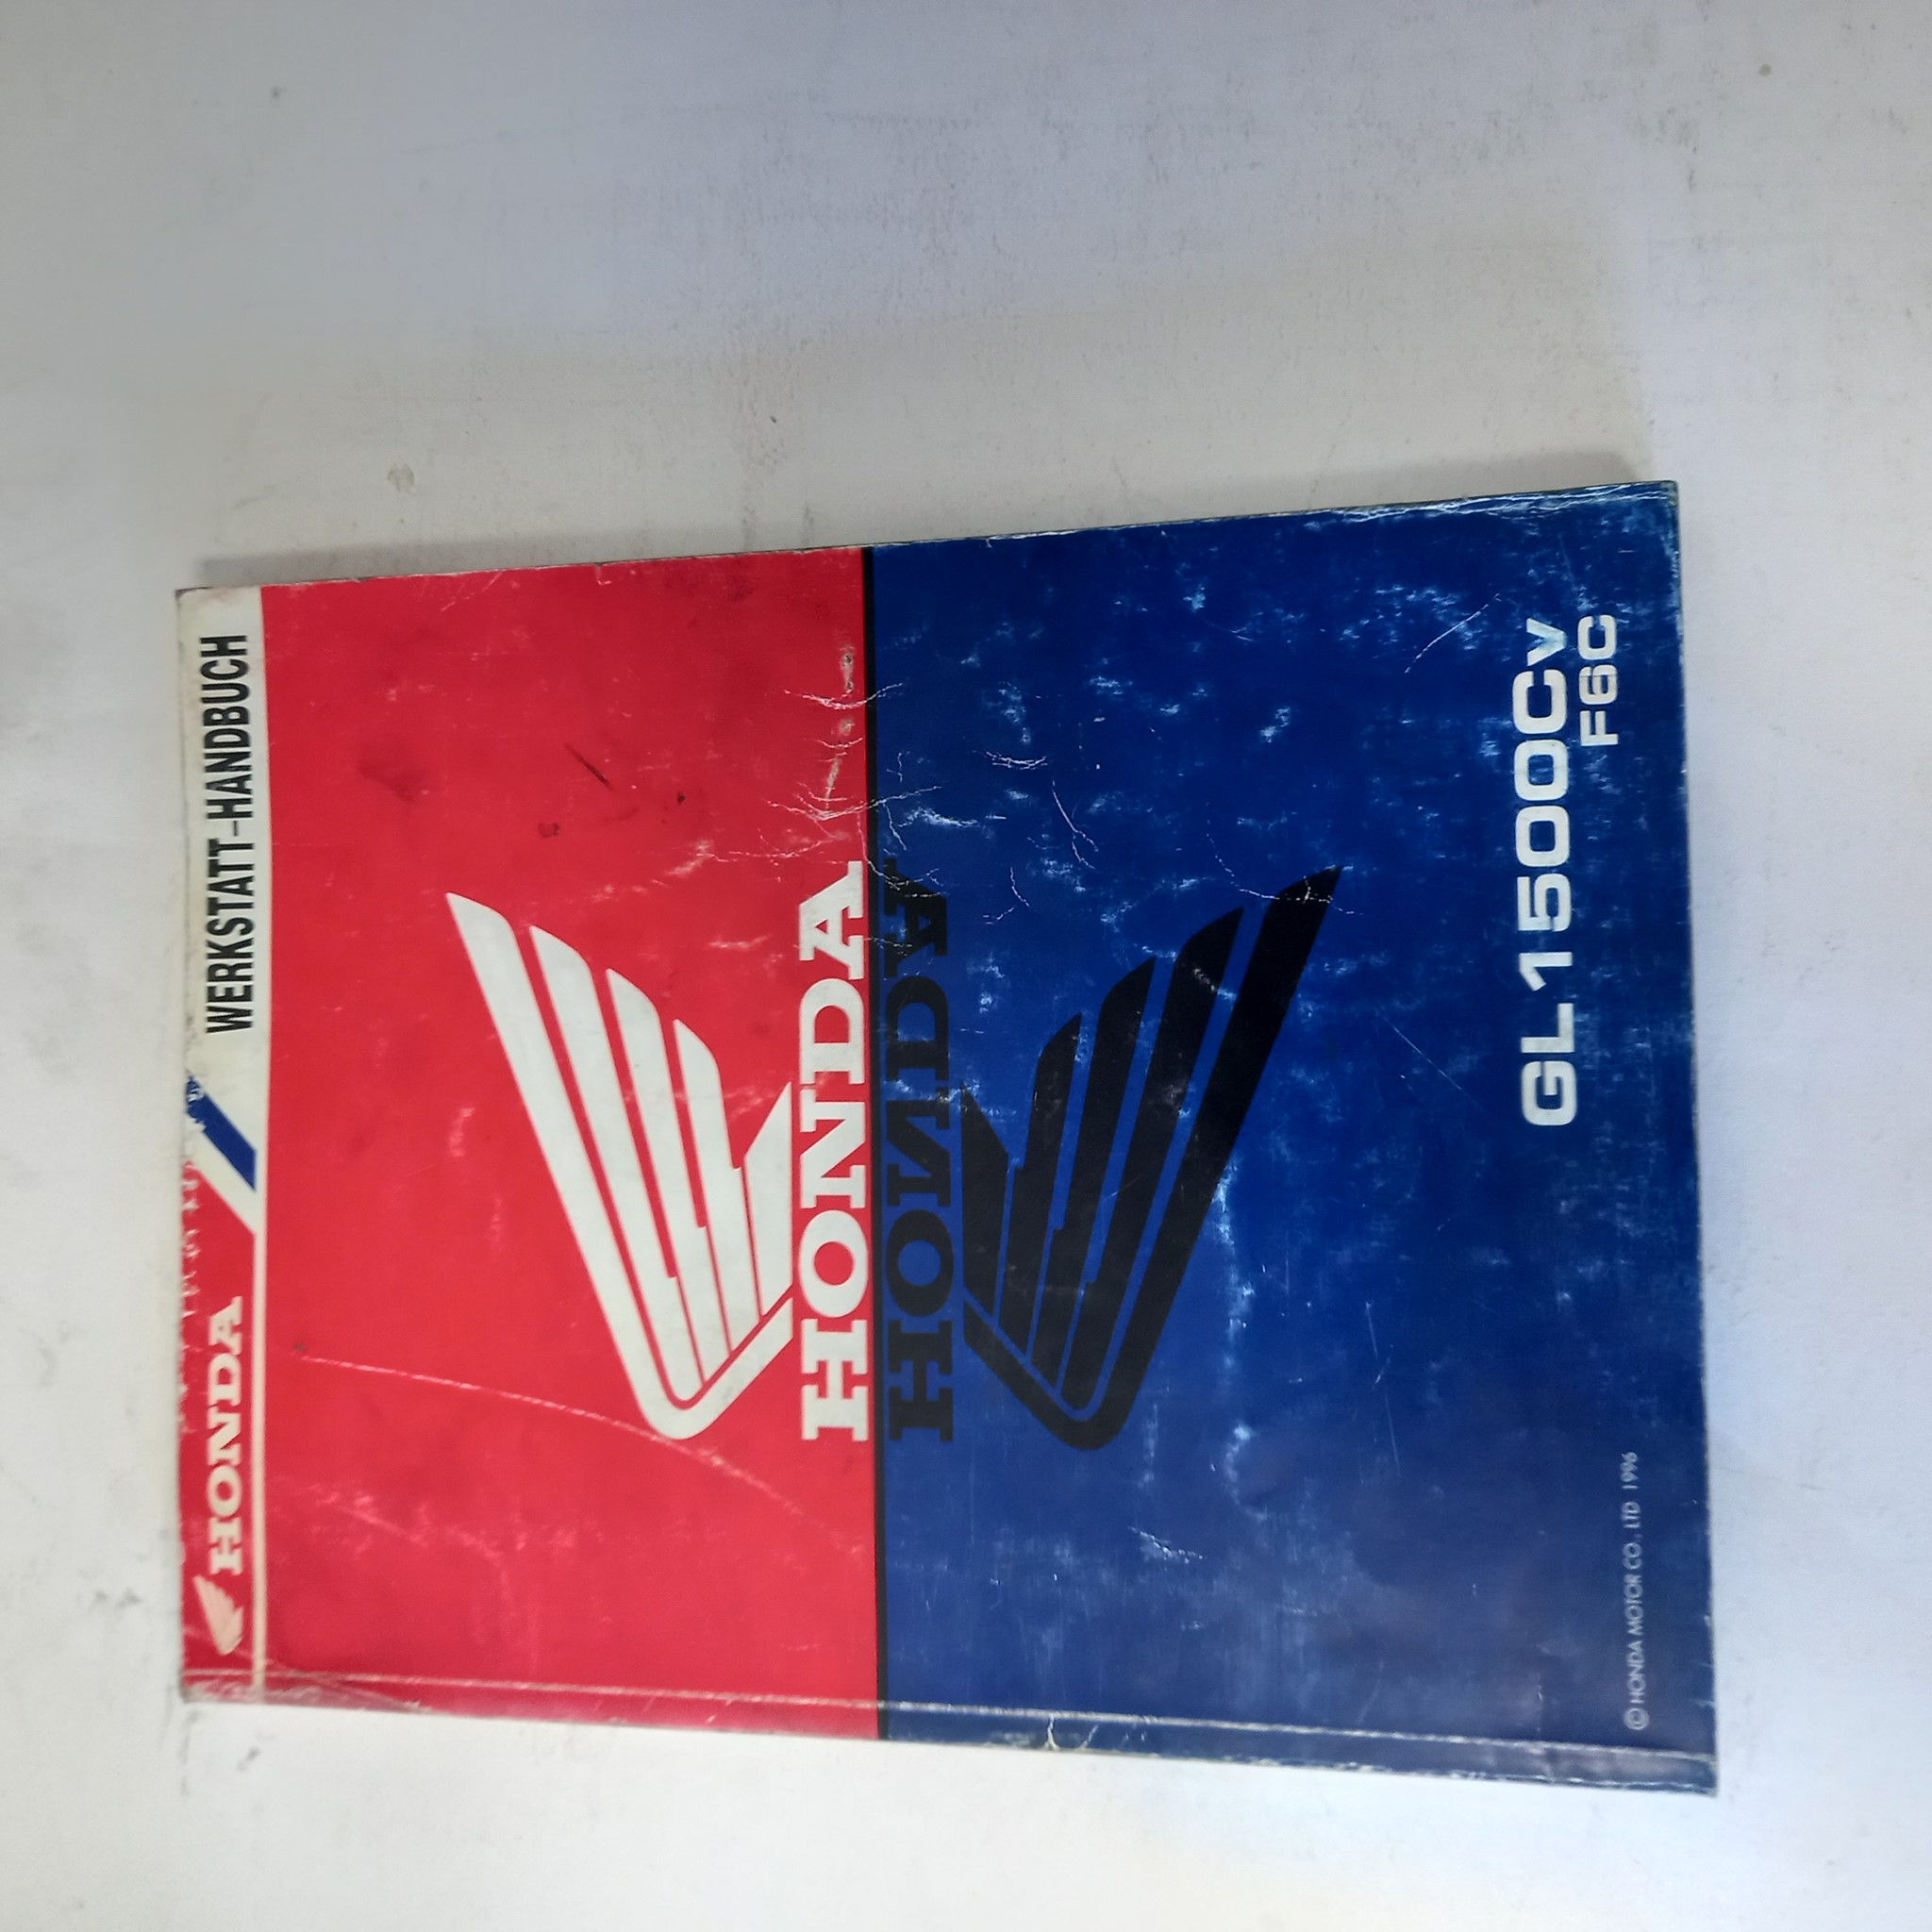 HONDA
WERKSTATT-HANDBUCH
HONDA
HONDA
GL1500CV
F6C
© HONDA MOTOR CO., LTD 1996